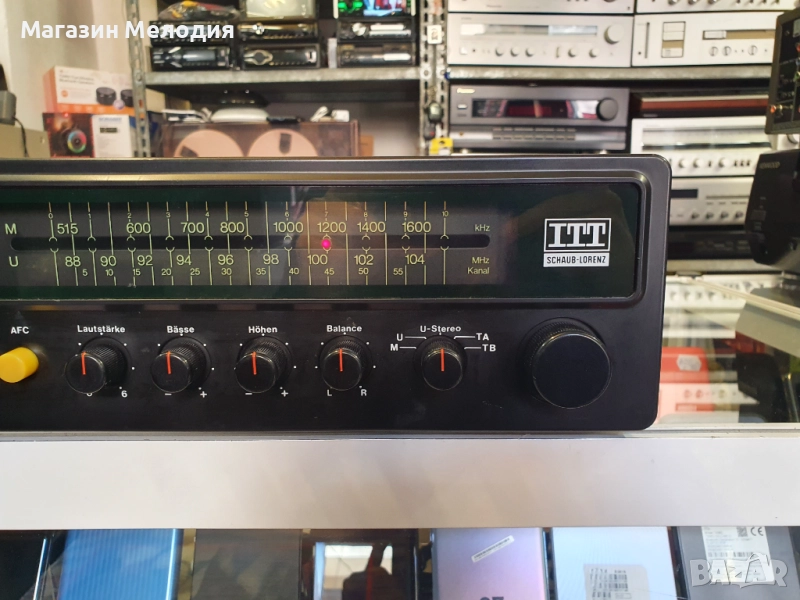 Магазин Мелодия
0 1 2 3 4 5 6 7 8 9 10
M 515 600 700 800 1000 1200 1400 1600 kHz
U 88 90 92 94 96 98 100 102 104 MHz
5 10 15 20 25 30 35 40 45 50 55 Kanal
ITT
SCHAUB-LORENZ
AFC Lautstärke Bässe Höhen Balance U-Stereo
U TA
M TB
6 − + − + L R
BAZAR